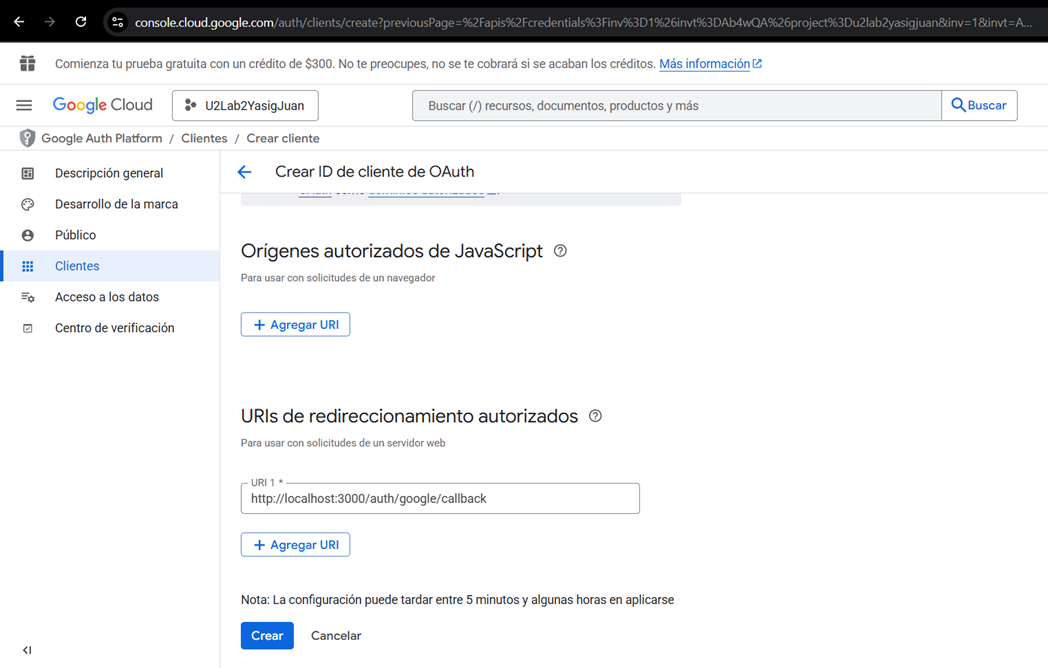 console.cloud.google.com/auth/clients/create?previousPage=%2Fapis%2Fcredentials%3Finv%3D1%26invt%3DAb4wQA%26project%3Du2lab2yasigjuan&inv=1&invt=A...
Comienza tu prueba gratuita con un crédito de $300. No te preocupes, no se te cobrará si se acaban los créditos. Más información
Google Cloud
U2Lab2YasigJuan
Buscar (/) recursos, documentos, productos y más
Buscar
Google Auth Platform / Clientes / Crear cliente
Descripción general
Desarrollo de la marca
Público
Clientes
Acceso a los datos
Centro de verificación
Crear ID de cliente de OAuth
Orígenes autorizados de JavaScript
Para usar con solicitudes de un navegador
+ Agregar URI
URIs de redireccionamiento autorizados
Para usar con solicitudes de un servidor web
URI 1 *
http://localhost:3000/auth/google/callback
+ Agregar URI
Nota: La configuración puede tardar entre 5 minutos y algunas horas en aplicarse
Crear
Cancelar